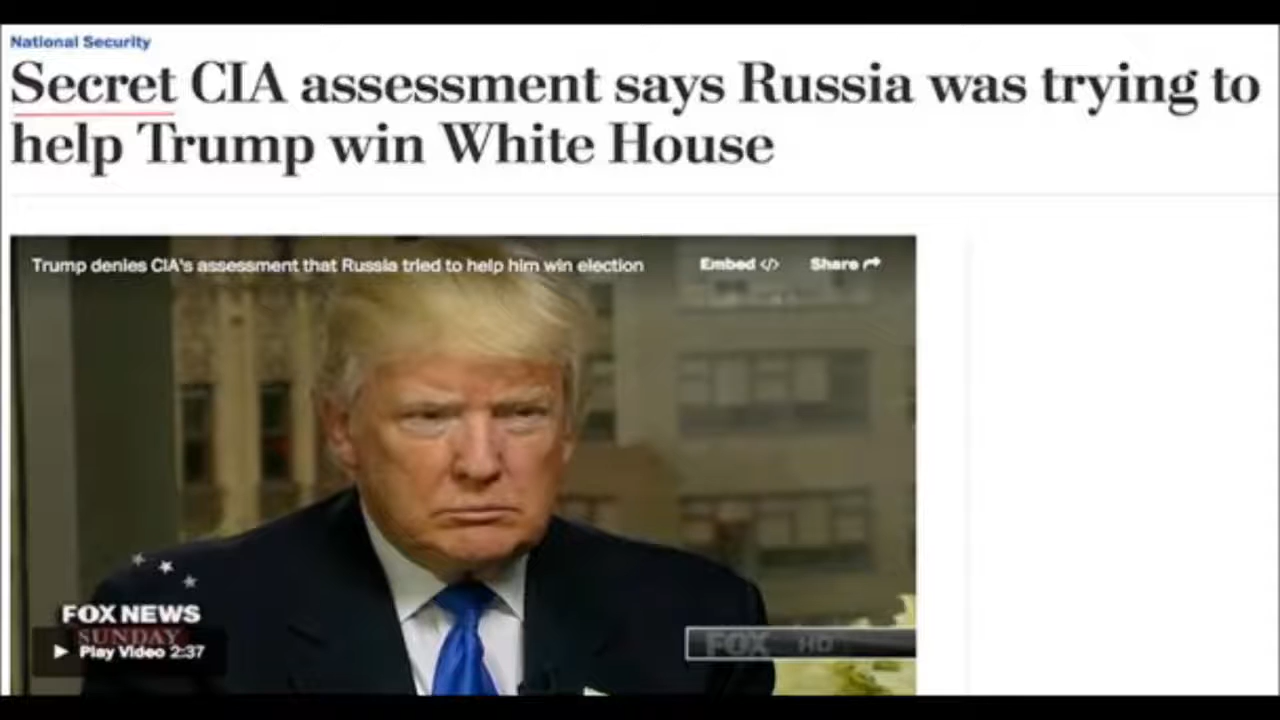 National Security
Secret CIA assessment says Russia was trying to
help Trump win White House
Trump denies CIA's assessment that Russia tried to help him win election
Embed </> Share
FOX NEWS
SUNDAY
Play Video 2:37
FOX HD